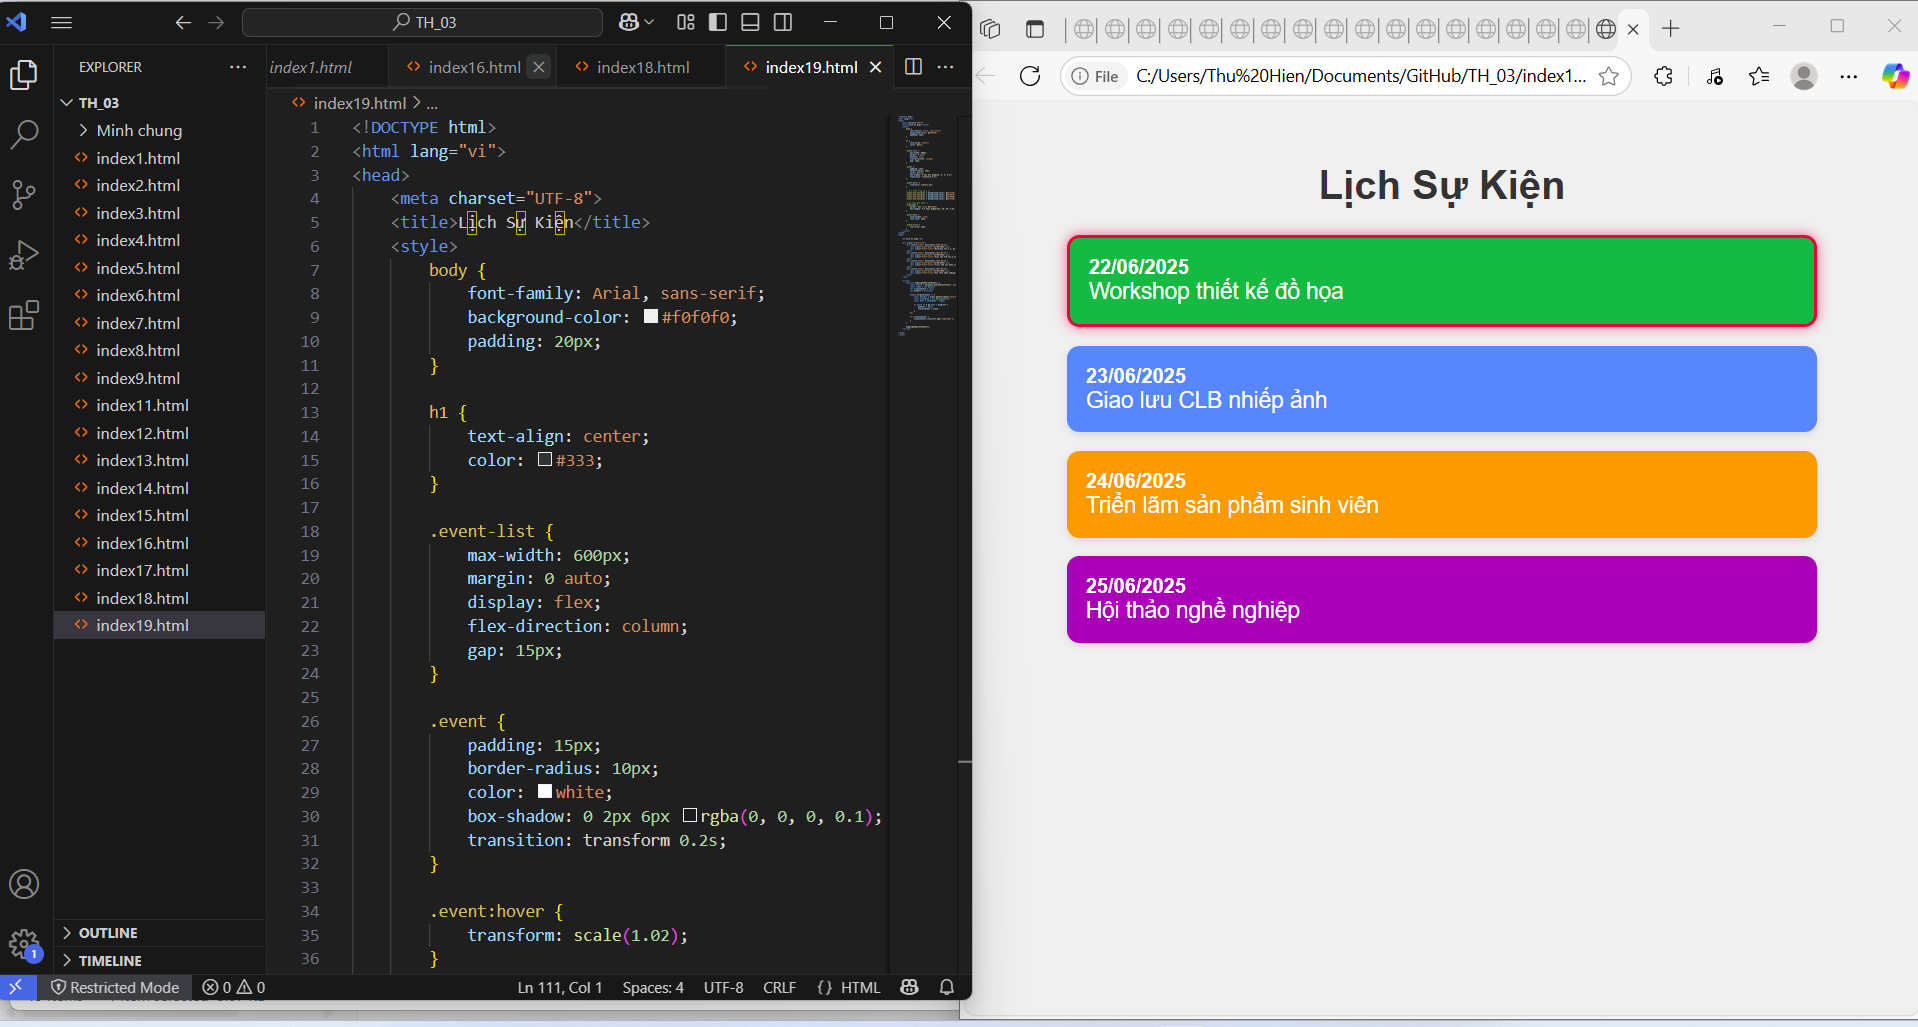 TH_03
EXPLORER
index1.html
index16.html
index18.html
index19.html
TH_03
Minh chung
index1.html
index2.html
index3.html
index4.html
index5.html
index6.html
index7.html
index8.html
index9.html
index11.html
index12.html
index13.html
index14.html
index15.html
index16.html
index17.html
index18.html
index19.html
OUTLINE
TIMELINE
index19.html > ...
1 <!DOCTYPE html>
2 <html lang="vi">
3 <head>
4 <meta charset="UTF-8">
5 <title>Lịch Sự Kiện</title>
6 <style>
7 body {
8 font-family: Arial, sans-serif;
9 background-color: #f0f0f0;
10 padding: 20px;
11 }
12
13 h1 {
14 text-align: center;
15 color: #333;
16 }
17
18 .event-list {
19 max-width: 600px;
20 margin: 0 auto;
21 display: flex;
22 flex-direction: column;
23 gap: 15px;
24 }
25
26 .event {
27 padding: 15px;
28 border-radius: 10px;
29 color: white;
30 box-shadow: 0 2px 6px rgba(0, 0, 0, 0.1);
31 transition: transform 0.2s;
32 }
33
34 .event:hover {
35 transform: scale(1.02);
36 }
1
Restricted Mode
0 0
Ln 111, Col 1
Spaces: 4
UTF-8
CRLF
{} HTML
File
C:/Users/Thu%20Hien/Documents/GitHub/TH_03/index1...
Lịch Sự Kiện
22/06/2025
Workshop thiết kế đồ họa
23/06/2025
Giao lưu CLB nhiếp ảnh
24/06/2025
Triển lãm sản phẩm sinh viên
25/06/2025
Hội thảo nghề nghiệp